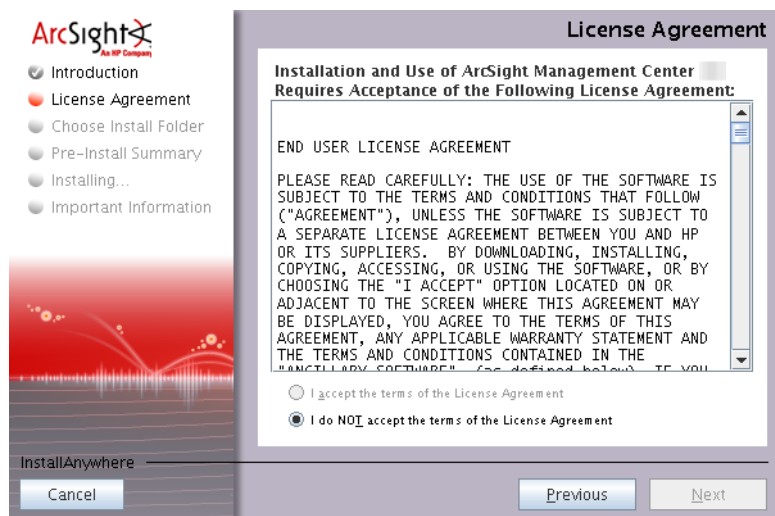 ArcSight
An HP Company
Introduction
License Agreement
Choose Install Folder
Pre-Install Summary
Installing...
Important Information
License Agreement
Installation and Use of ArcSight Management Center
Requires Acceptance of the Following License Agreement:
END USER LICENSE AGREEMENT
PLEASE READ CAREFULLY: THE USE OF THE SOFTWARE IS
SUBJECT TO THE TERMS AND CONDITIONS THAT FOLLOW
("AGREEMENT"), UNLESS THE SOFTWARE IS SUBJECT TO
A SEPARATE LICENSE AGREEMENT BETWEEN YOU AND HP
OR ITS SUPPLIERS.  BY DOWNLOADING, INSTALLING,
COPYING, ACCESSING, OR USING THE SOFTWARE, OR BY
CHOOSING THE "I ACCEPT" OPTION LOCATED ON OR
ADJACENT TO THE SCREEN WHERE THIS AGREEMENT MAY
BE DISPLAYED, YOU AGREE TO THE TERMS OF THIS
AGREEMENT, ANY APPLICABLE WARRANTY STATEMENT AND
THE TERMS AND CONDITIONS CONTAINED IN THE
"ANCILLARY SOFTWARE" (as defined below). IF YOU
I accept the terms of the License Agreement
I do NOT accept the terms of the License Agreement
InstallAnywhere
Cancel
Previous
Next